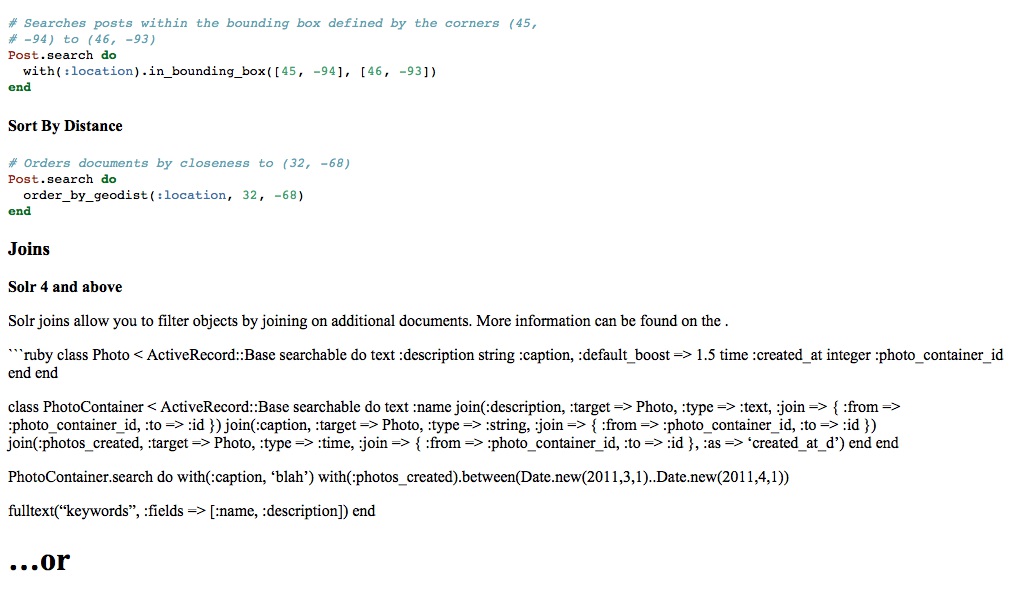 # Searches posts within the bounding box defined by the corners (45,
# -94) to (46, -93)
Post.search do
  with(:location).in_bounding_box([45, -94], [46, -93])
end
Sort By Distance
# Orders documents by closeness to (32, -68)
Post.search do
  order_by_geodist(:location, 32, -68)
end
Joins
Solr 4 and above
Solr joins allow you to filter objects by joining on additional documents. More information can be found on the .
```ruby class Photo < ActiveRecord::Base searchable do text :description string :caption, :default_boost => 1.5 time :created_at integer :photo_container_id
end end
class PhotoContainer < ActiveRecord::Base searchable do text :name join(:description, :target => Photo, :type => :text, :join => { :from =>
:photo_container_id, :to => :id }) join(:caption, :target => Photo, :type => :string, :join => { :from => :photo_container_id, :to => :id })
join(:photos_created, :target => Photo, :type => :time, :join => { :from => :photo_container_id, :to => :id }, :as => ‘created_at_d’) end end
PhotoContainer.search do with(:caption, ‘blah’) with(:photos_created).between(Date.new(2011,3,1)..Date.new(2011,4,1))
fulltext(“keywords”, :fields => [:name, :description]) end
…or